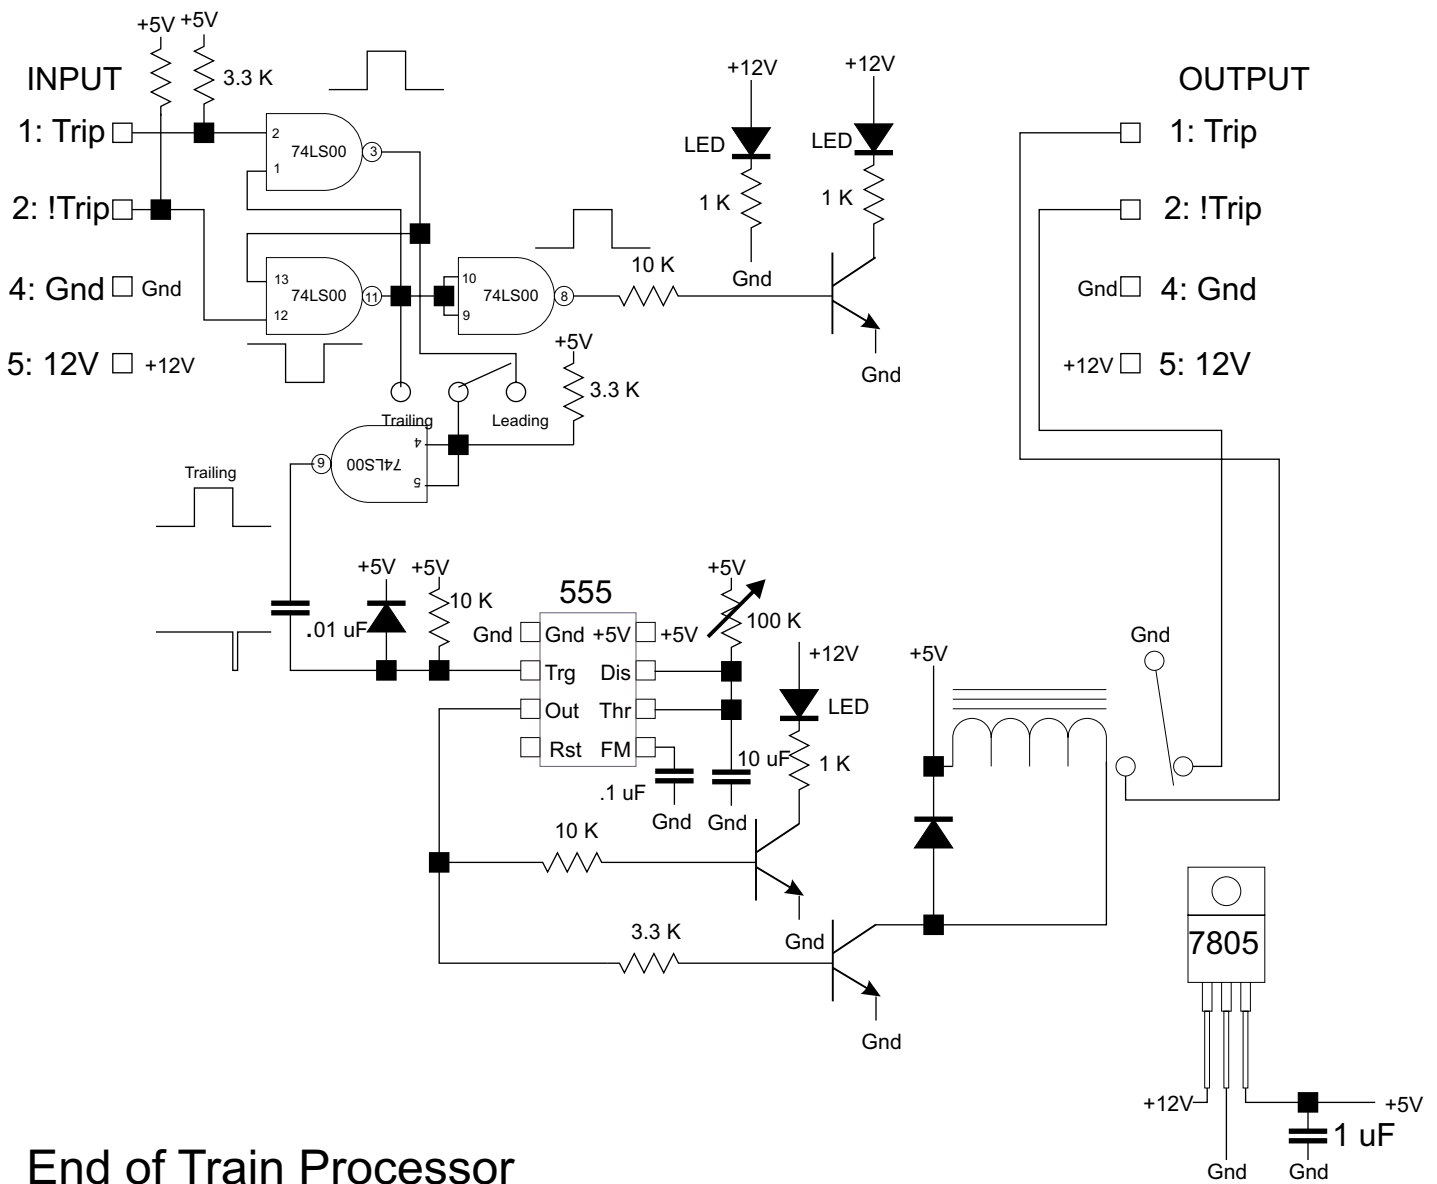 +5V +5V
3.3 K
INPUT
1: Trip
2: !Trip
4: Gnd Gnd
5: 12V +12V
2
1
74LS00
3
13
12
74LS00
11
10
9
74LS00
8
10 K
+12V
LED
1 K
Gnd
+12V
LED
1 K
Gnd
OUTPUT
1: Trip
2: !Trip
Gnd 4: Gnd
+12V 5: 12V
+5V
3.3 K
Trailing Leading
4
5
74LS00
9
Trailing
+5V +5V
10 K
.01 uF
555
Gnd Gnd +5V +5V
Trg Dis
Out Thr
Rst FM
+5V
100 K
.1 uF
Gnd
10 uF
Gnd
+12V
LED
1 K
10 K
Gnd
3.3 K
Gnd
+5V
Gnd
7805
+12V
+5V
1 uF
Gnd Gnd
End of Train Processor